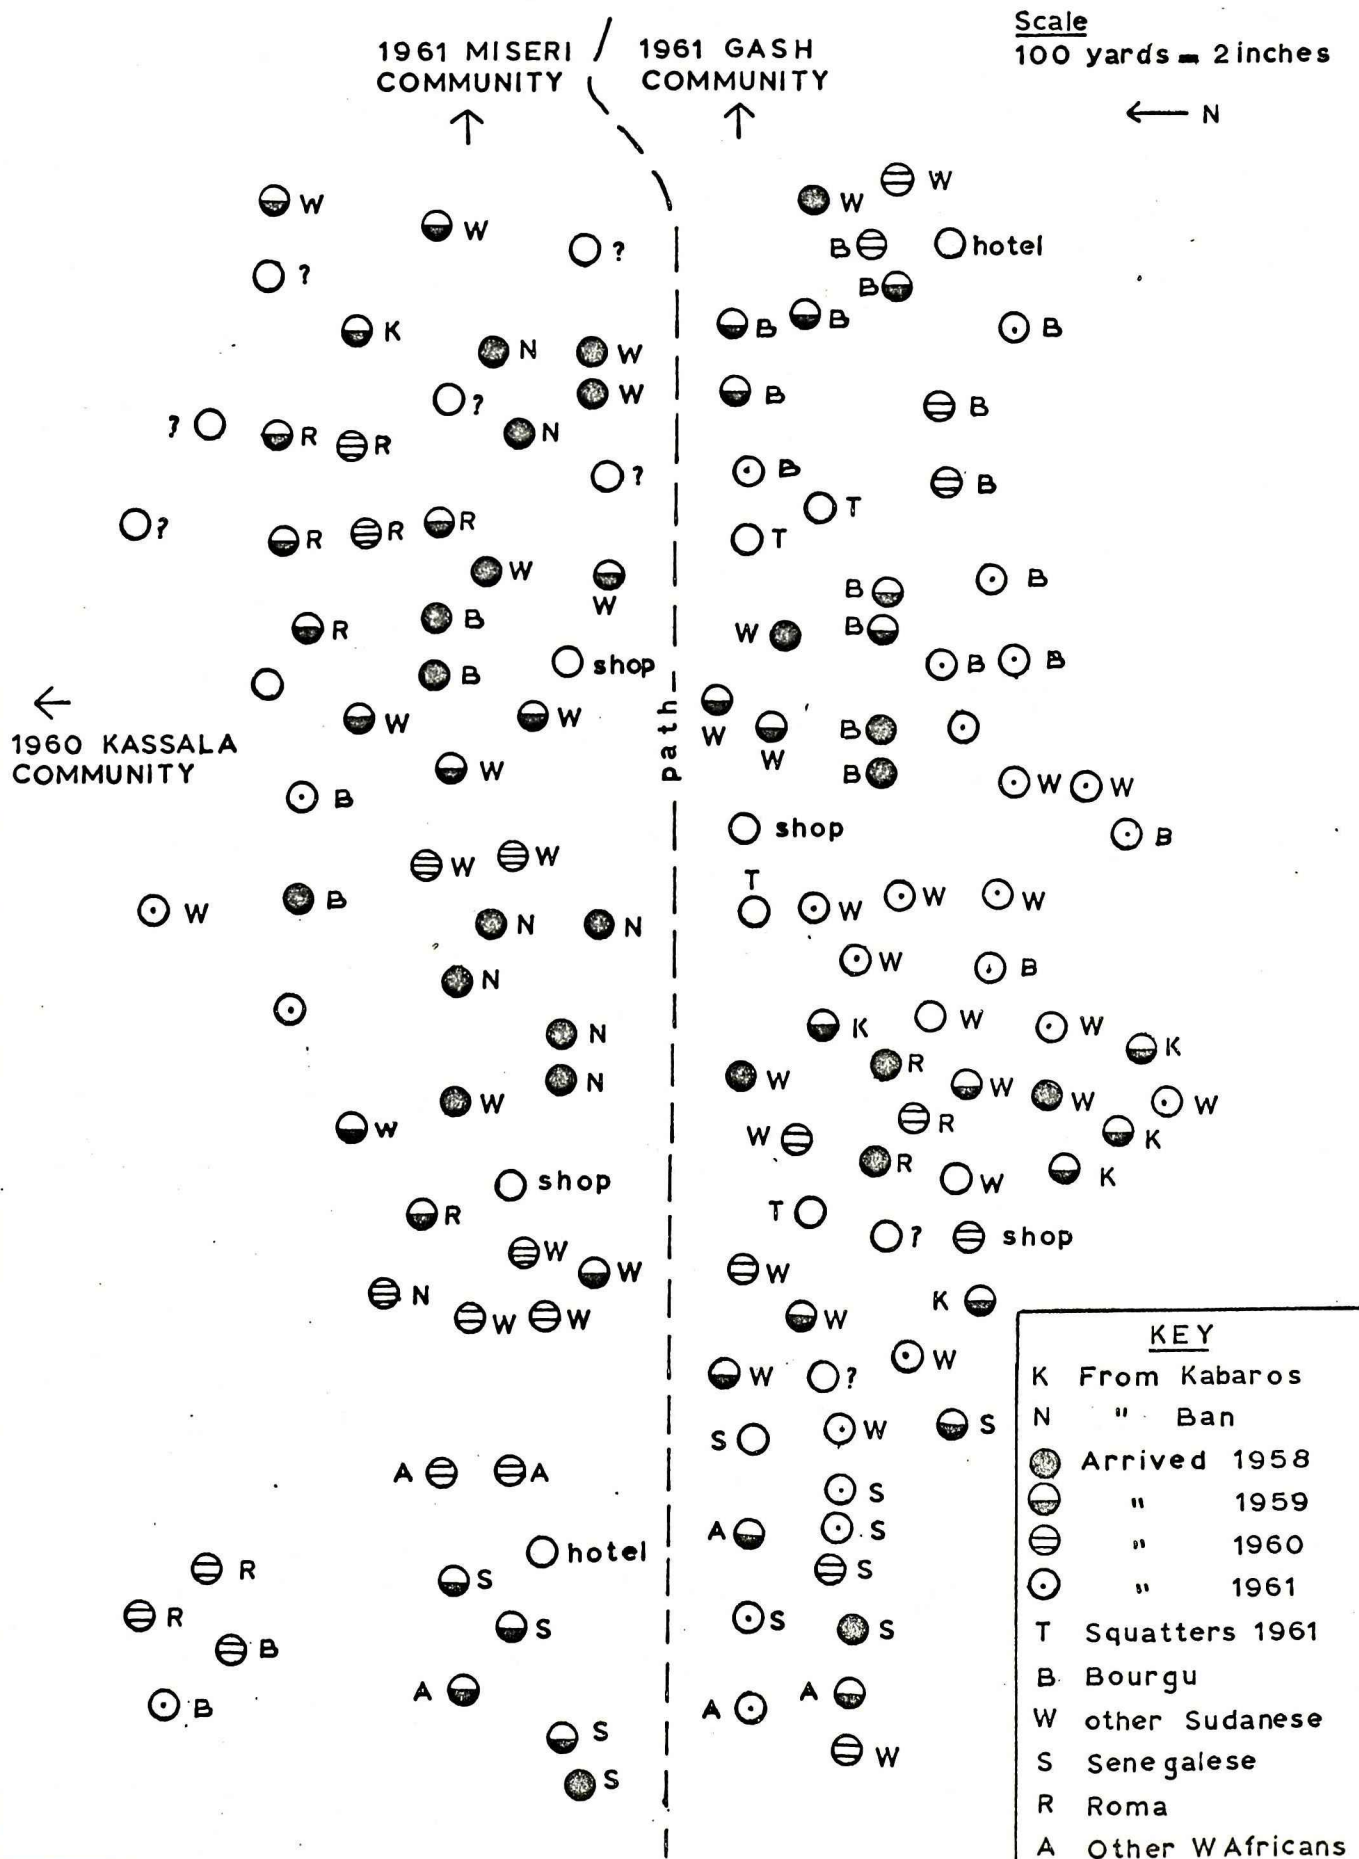 Scale
100 yards = 2 inches
1961 MISERI
COMMUNITY
1961 GASH
COMMUNITY
N
W
W
W
W
?
B
hotel
?
B
K
B
B
B
N
W
W
?
B
B
?
R
R
N
?
B
B
T
?
R
R
R
T
W
W
B
B
B
R
B
W
B
shop
B
B
B
1960 KASSALA
COMMUNITY
W
W
path
W
W
B
W
B
W
W
B
shop
B
W
W
T
W
B
W
W
W
W
N
N
W
B
N
K
W
W
K
N
R
N
W
W
W
W
W
W
R
W
K
R
W
K
shop
T
R
?
shop
W
W
W
N
K
W
W
W
W
W
?
S
W
S
A
A
S
A
S
hotel
R
S
S
R
S
S
S
B
A
A
A
B
S
W
S
KEY
K From Kabaros
N " Ban
Arrived 1958
" 1959
" 1960
" 1961
T Squatters 1961
B Bourgu
W other Sudanese
S Senegalese
R Roma
A Other W Africans